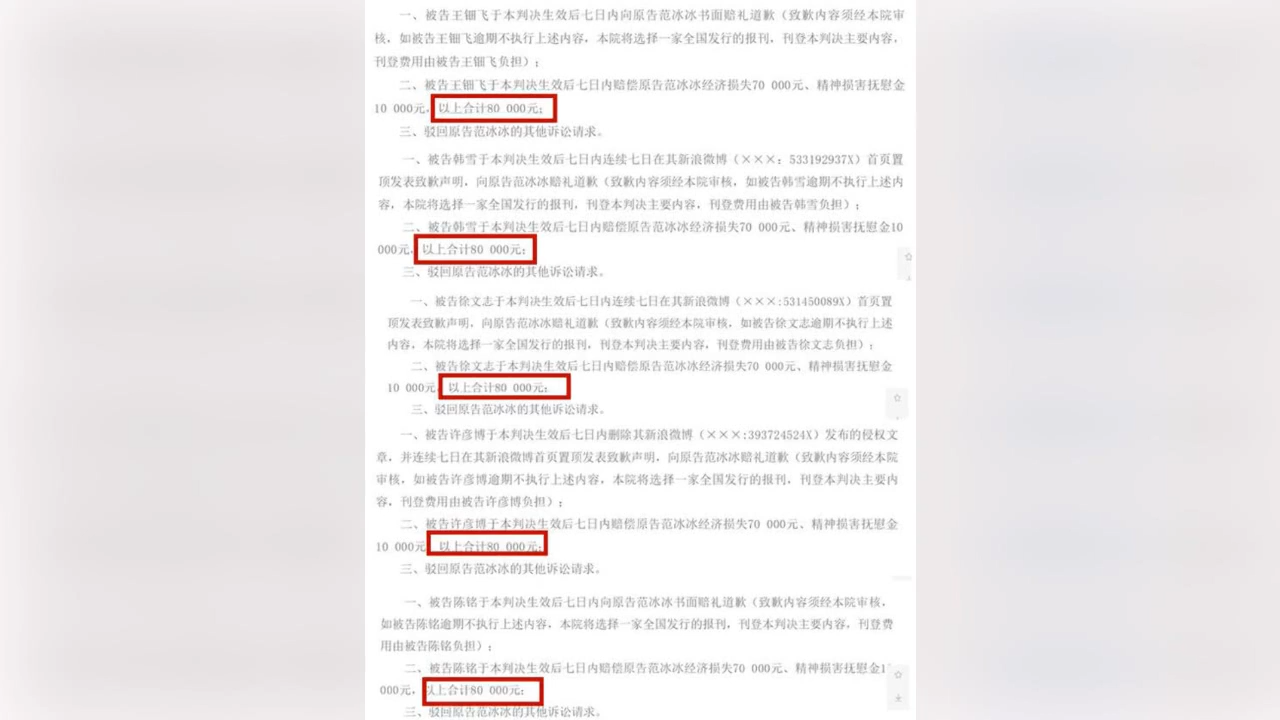 一、被告王钿飞于本判决生效后七日内向原告范冰冰书面赔礼道歉（致歉内容须经本院审
核，如被告王钿飞逾期不执行上述内容，本院将选择一家全国发行的报刊，刊登本判决主要内容，
刊登费用由被告王钿飞负担）；
二、被告王钿飞于本判决生效后七日内赔偿原告范冰冰经济损失70 000元、精神损害抚慰金
10 000元，以上合计80 000元；
三、驳回原告范冰冰的其他诉讼请求。
一、被告韩雪于本判决生效后七日内连续七日在其新浪微博（×××：533192937X）首页置
顶发表致歉声明，向原告范冰冰赔礼道歉（致歉内容须经本院审核，如被告韩雪逾期不执行上述内
容，本院将选择一家全国发行的报刊，刊登本判决主要内容，刊登费用由被告韩雪负担）；
二、被告韩雪于本判决生效后七日内赔偿原告范冰冰经济损失70 000元、精神损害抚慰金10
000元，以上合计80 000元；
三、驳回原告范冰冰的其他诉讼请求。
一、被告徐文志于本判决生效后七日内连续七日在其新浪微博（×××:531450089X）首页置
顶发表致歉声明，向原告范冰冰赔礼道歉（致歉内容须经本院审核，如被告徐文志逾期不执行上述
内容，本院将选择一家全国发行的报刊，刊登本判决主要内容，刊登费用由被告徐文志负担）；
二、被告徐文志于本判决生效后七日内赔偿原告范冰冰经济损失70 000元、精神损害抚慰金
10 000元，以上合计80 000元；
三、驳回原告范冰冰的其他诉讼请求。
一、被告许彦博于本判决生效后七日内删除其新浪微博（×××:393724524X）发布的侵权文
章，并连续七日在其新浪微博首页置顶发表致歉声明，向原告范冰冰赔礼道歉（致歉内容须经本院
审核，如被告许彦博逾期不执行上述内容，本院将选择一家全国发行的报刊，刊登本判决主要内
容，刊登费用由被告许彦博负担）；
二、被告许彦博于本判决生效后七日内赔偿原告范冰冰经济损失70 000元、精神损害抚慰金
10 000元，以上合计80 000元；
三、驳回原告范冰冰的其他诉讼请求。
一、被告陈铭于本判决生效后七日内向原告范冰冰书面赔礼道歉（致歉内容须经本院审核，
如被告陈铭逾期不执行上述内容，本院将选择一家全国发行的报刊，刊登本判决主要内容，刊登费
用由被告陈铭负担）；
二、被告陈铭于本判决生效后七日内赔偿原告范冰冰经济损失70 000元、精神损害抚慰金1
000元，以上合计80 000元；
三、驳回原告范冰冰的其他诉讼请求。